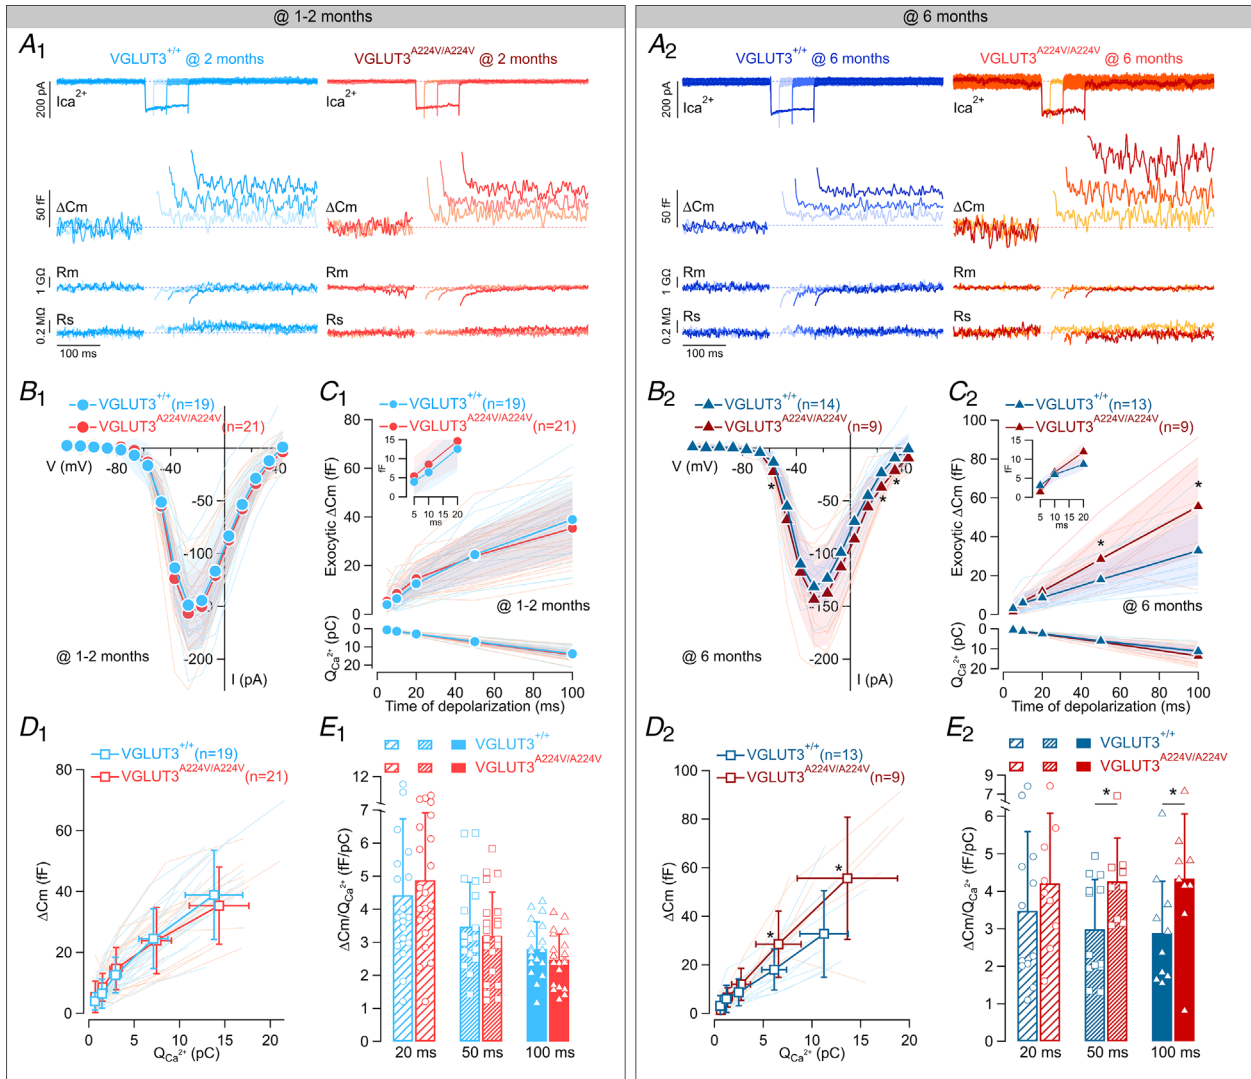 @ 1-2 months
A1
VGLUT3+/+ @ 2 months
VGLUT3A224V/A224V @ 2 months
200 pA
Ica2+
50 fF
ΔCm
ΔCm
1 GΩ
Rm
Rm
0.2 MΩ
Rs
Rs
100 ms
B1
VGLUT3+/+ (n=19)
VGLUT3A224V/A224V (n=21)
V (mV)
-80
-40
40
-50
-100
-150
-200
I (pA)
@ 1-2 months
C1
VGLUT3+/+ (n=19)
VGLUT3A224V/A224V (n=21)
Exocytic ΔCm (fF)
80
60
40
20
0
fF
15
10
5
0
5 10 20
ms
@ 1-2 months
QCa2+ (pC)
0
10
20
0 20 40 60 80 100
Time of depolarization (ms)
D1
VGLUT3+/+ (n=19)
VGLUT3A224V/A224V (n=21)
ΔCm (fF)
80
60
40
20
0
0 5 10 15 20
QCa2+ (pC)
E1
VGLUT3+/+
VGLUT3A224V/A224V
ΔCm/QCa2+ (fF/pC)
12
7
6
5
4
3
2
1
0
20 ms 50 ms 100 ms
@ 6 months
A2
VGLUT3+/+ @ 6 months
VGLUT3A224V/A224V @ 6 months
200 pA
Ica2+
Ica2+
50 fF
ΔCm
ΔCm
1 GΩ
Rm
Rm
0.2 MΩ
Rs
Rs
100 ms
B2
VGLUT3+/+ (n=14)
VGLUT3A224V/A224V (n=9)
V (mV)
-80
-40
40
-50
-100
-150
-200
I (pA)
*
* *
@ 6 months
C2
VGLUT3+/+ (n=13)
VGLUT3A224V/A224V (n=9)
Exocytic ΔCm (fF)
100
80
60
40
20
0
fF
15
10
5
0
5 10 20
ms
*
*
@ 6 months
QCa2+ (pC)
0
10
20
0 20 40 60 80 100
Time of depolarization (ms)
D2
VGLUT3+/+ (n=13)
VGLUT3A224V/A224V (n=9)
ΔCm (fF)
100
80
60
40
20
0
*
*
0 5 10 15 20
QCa2+ (pC)
E2
VGLUT3+/+
VGLUT3A224V/A224V
ΔCm/QCa2+ (fF/pC)
9
7
6
5
4
3
2
1
0
* *
20 ms 50 ms 100 ms